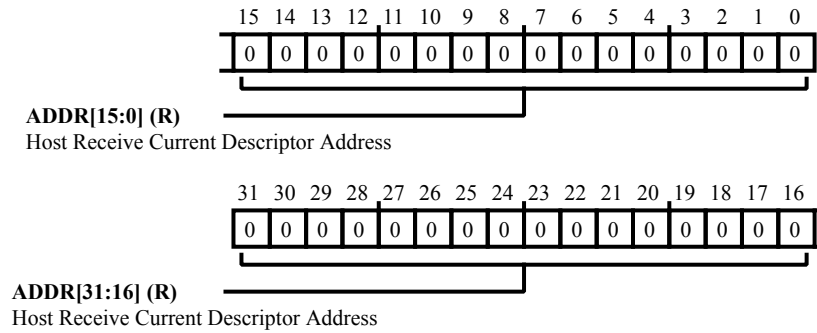 15 14 13 12 11 10 9 8 7 6 5 4 3 2 1 0
0 0 0 0 0 0 0 0 0 0 0 0 0 0 0 0
ADDR[15:0] (R)
Host Receive Current Descriptor Address
31 30 29 28 27 26 25 24 23 22 21 20 19 18 17 16
0 0 0 0 0 0 0 0 0 0 0 0 0 0 0 0
ADDR[31:16] (R)
Host Receive Current Descriptor Address